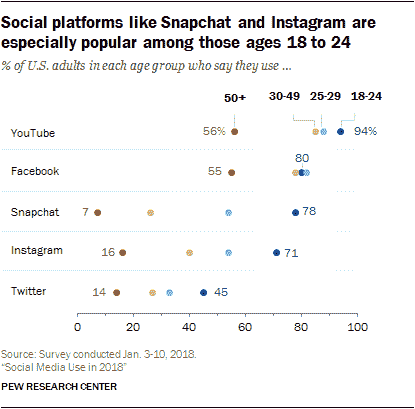 Social platforms like Snapchat and Instagram are
especially popular among those ages 18 to 24
% of U.S. adults in each age group who say they use ...
50+ 30-49 25-29 18-24
YouTube 56% 94%
Facebook 55 80
Snapchat 7 78
Instagram 16 71
Twitter 14 45
0 20 40 60 80 100
Source: Survey conducted Jan. 3-10, 2018.
"Social Media Use in 2018"
PEW RESEARCH CENTER